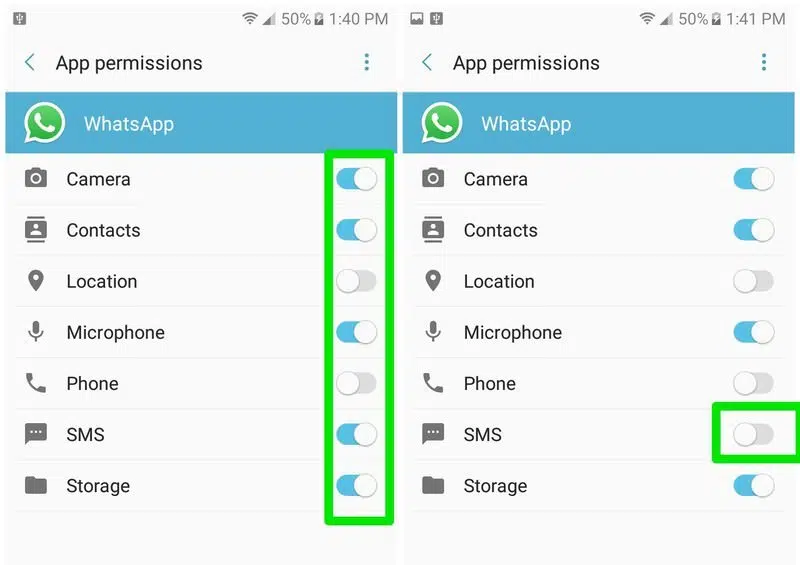 50% 1:40 PM
App permissions
WhatsApp
Camera
Contacts
Location
Microphone
Phone
SMS
Storage
50% 1:41 PM
App permissions
WhatsApp
Camera
Contacts
Location
Microphone
Phone
SMS
Storage